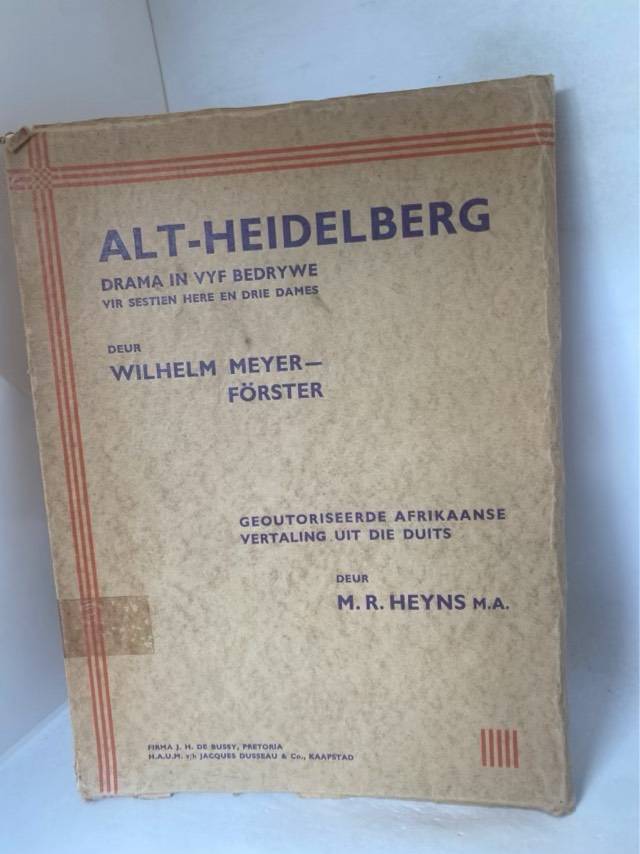 ALT-HEIDELBERG
DRAMA IN VYF BEDRYWE
VIR SESTIEN HERE EN DRIE DAMES
DEUR
WILHELM MEYER—
FÖRSTER
GEOUTORISEERDE AFRIKAANSE
VERTALING UIT DIE DUITS
DEUR
M. R. HEYNS M.A.
FIRMA J. H. DE BUSSY, PRETORIA
H.A.U.M. v/h JACQUES DUSSEAU & Co., KAAPSTAD